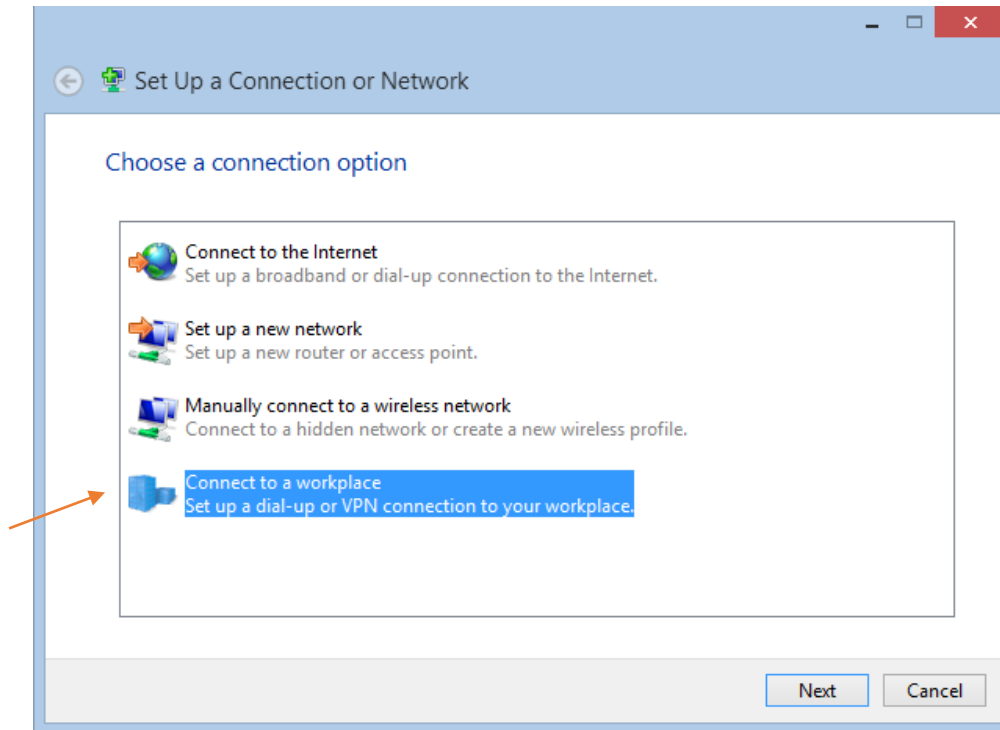 Set Up a Connection or Network
Choose a connection option
Connect to the Internet
Set up a broadband or dial-up connection to the Internet.
Set up a new network
Set up a new router or access point.
Manually connect to a wireless network
Connect to a hidden network or create a new wireless profile.
Connect to a workplace
Set up a dial-up or VPN connection to your workplace.
Next Cancel